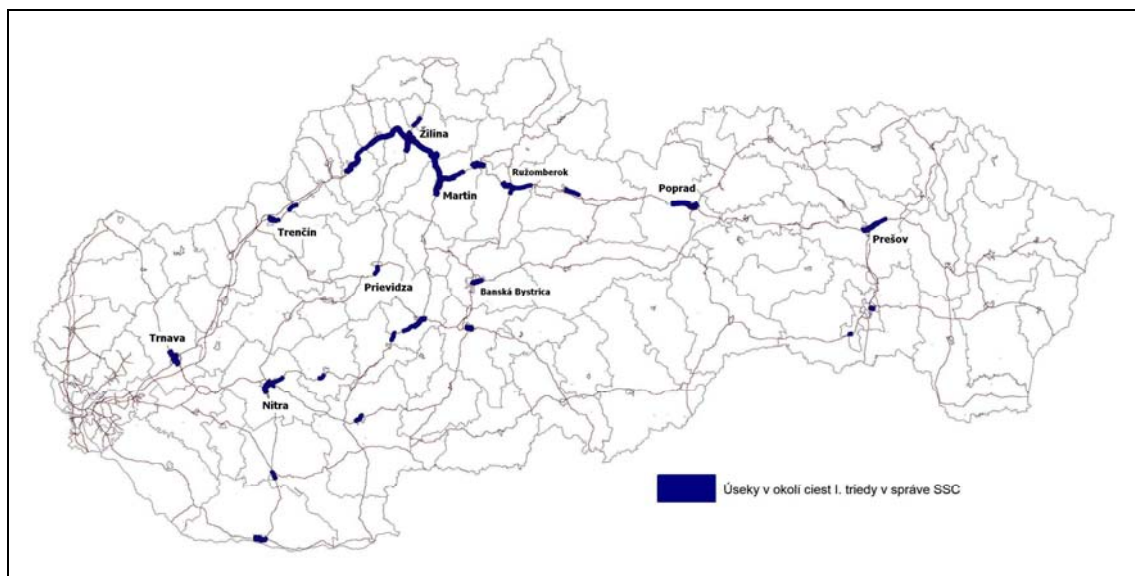 Žilina
Ružomberok
Martin
Poprad
Trenčín
Prešov
Prievidza
Banská Bystrica
Trnava
Nitra
Úseky v okolí ciest I. triedy v správe SSC